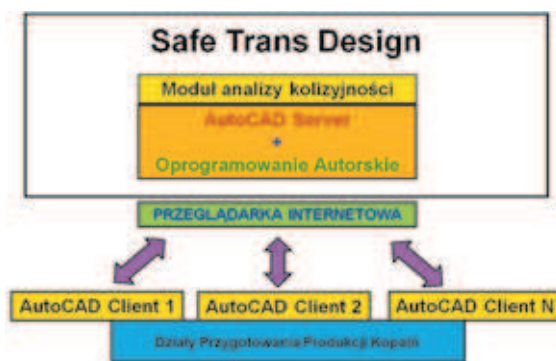 Safe Trans Design
Moduł analizy kolizyjności
AutoCAD Server
+
Oprogramowanie Autorskie
PRZEGLĄDARKA INTERNETOWA
AutoCAD Client 1
AutoCAD Client 2
AutoCAD Client N
Działy Przygotowania Produkcji Kopalń